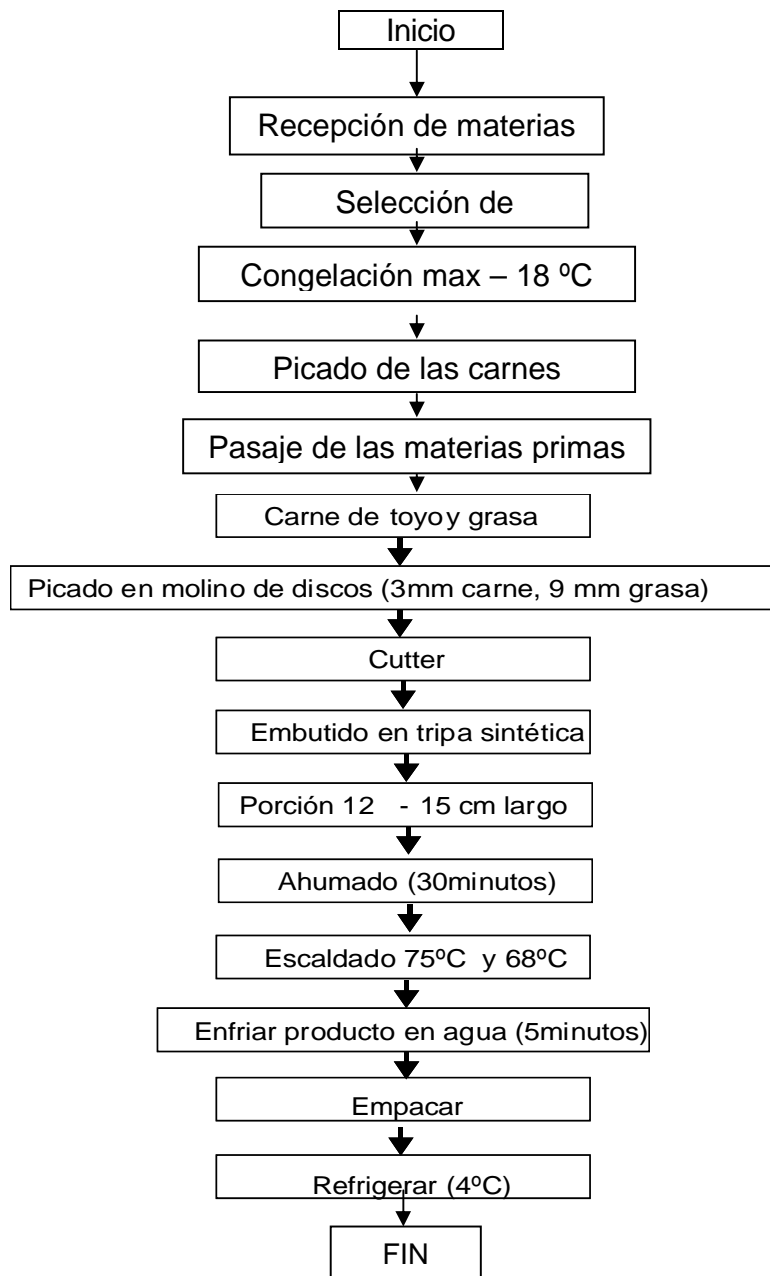 Inicio
Recepción de materias
Selección de
Congelación max – 18 ºC
Picado de las carnes
Pasaje de las materias primas
Carne de toyo y grasa
Picado en molino de discos (3mm carne, 9 mm grasa)
Cutter
Embutido en tripa sintética
Porción 12 - 15 cm largo
Ahumado (30minutos)
Escaldado 75ºC y 68ºC
Enfriar producto en agua (5minutos)
Empacar
Refrigerar (4ºC)
FIN